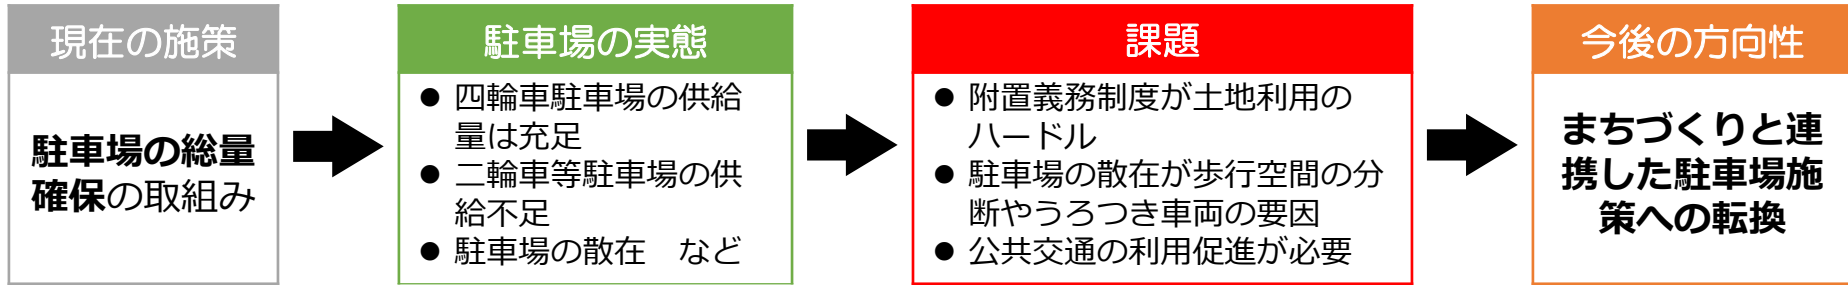 現在の施策
駐車場の総量
確保の取組み
駐車場の実態
● 四輪車駐車場の供給
量は充足
● 二輪車等駐車場の供
給不足
● 駐車場の散在　など
課題
● 附置義務制度が土地利用の
ハードル
● 駐車場の散在が歩行空間の分
断やうろつき車両の要因
● 公共交通の利用促進が必要
今後の方向性
まちづくりと連
携した駐車場施
策への転換